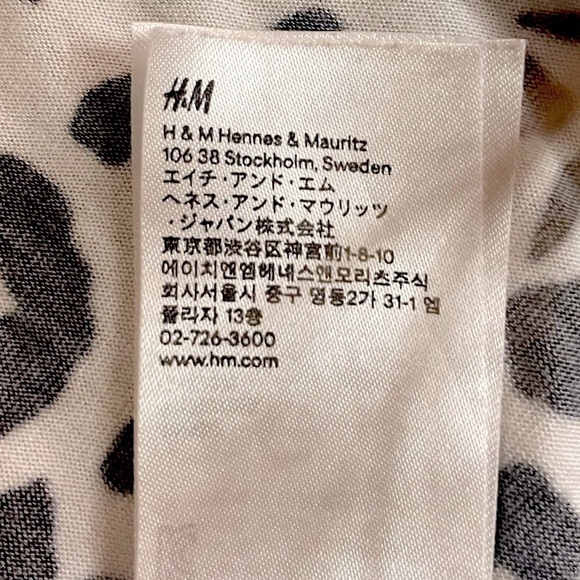 H&M
H & M Hennes & Mauritz
106 38 Stockholm, Sweden
エイチ・アンド・エム
ヘネス・アンド・マウリッツ
・ジャパン株式会社
東京都渋谷区神宮前1-8-10
에이치엔엠헤네스앤모리츠주식
회사서울시 중구 명동2가 31-1 엠
플라자 13층
02-726-3600
www.hm.com